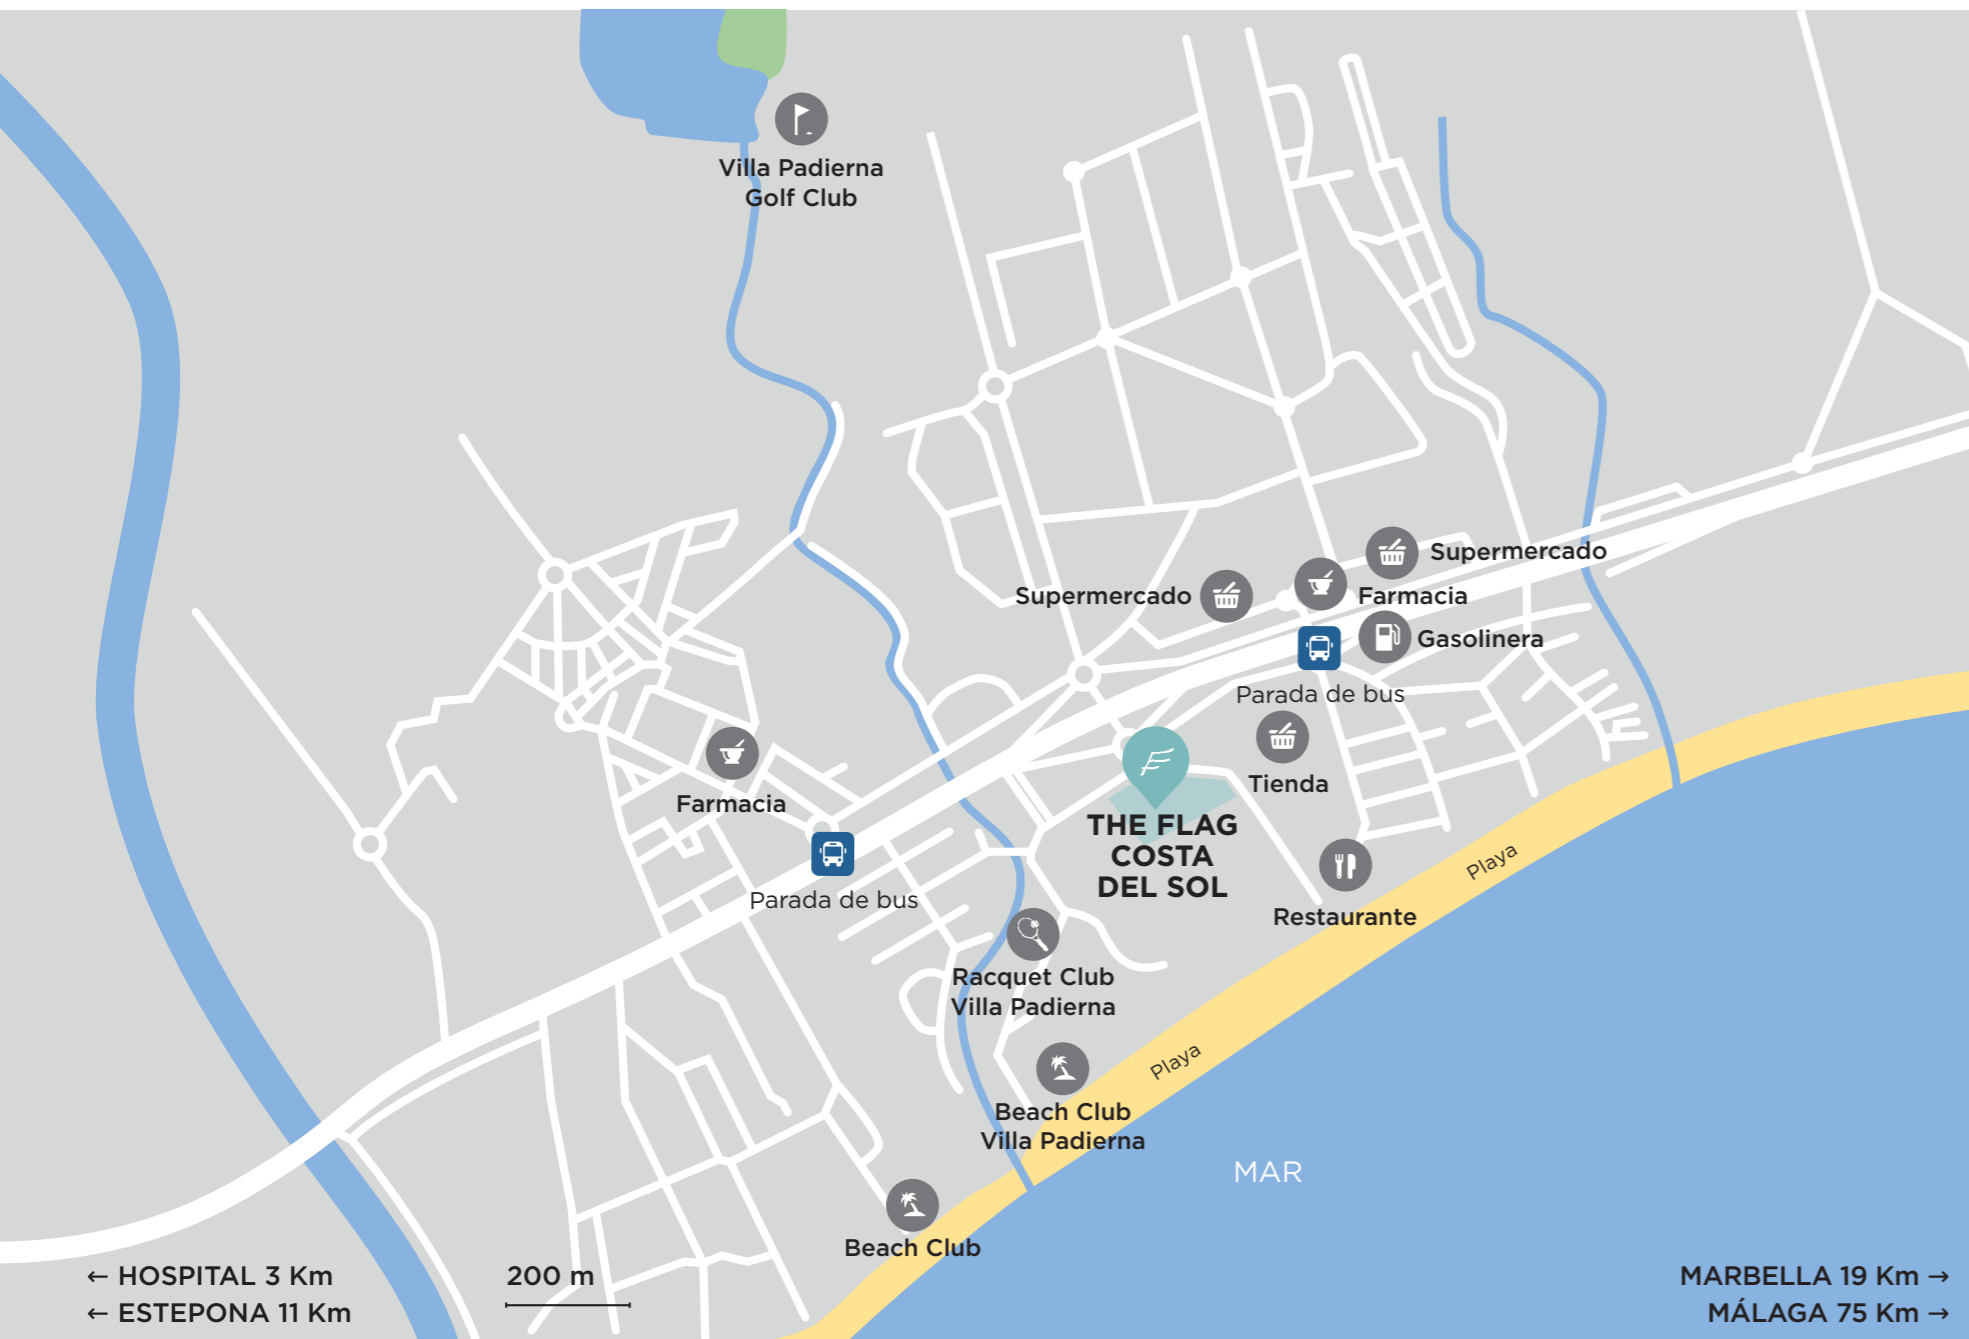 Villa Padierna
Golf Club
Supermercado
Supermercado
Farmacia
Gasolinera
Parada de bus
Tienda
Farmacia
THE FLAG
COSTA
DEL SOL
Parada de bus
Playa
Restaurante
Racquet Club
Villa Padierna
Playa
Beach Club
Villa Padierna
MAR
Beach Club
← HOSPITAL 3 Km
← ESTEPONA 11 Km
200 m
MARBELLA 19 Km →
MÁLAGA 75 Km →